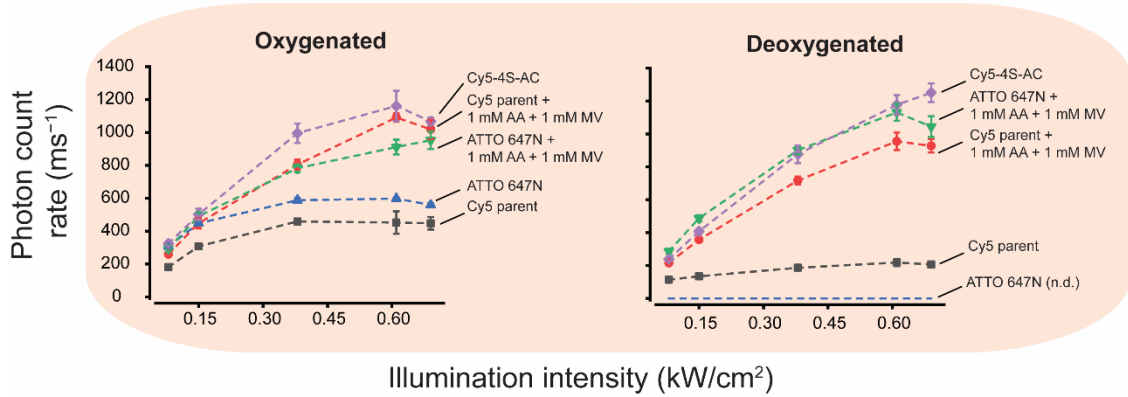 Oxygenated
Photon count
rate (ms⁻¹)
1400
1200
1000
800
600
400
200
0
0.15 0.30 0.45 0.60
Cy5-4S-AC
Cy5 parent +
1 mM AA + 1 mM MV
ATTO 647N +
1 mM AA + 1 mM MV
ATTO 647N
Cy5 parent
Deoxygenated
0.15 0.30 0.45 0.60
Cy5-4S-AC
ATTO 647N +
1 mM AA + 1 mM MV
Cy5 parent +
1 mM AA + 1 mM MV
Cy5 parent
ATTO 647N (n.d.)
Illumination intensity (kW/cm²)